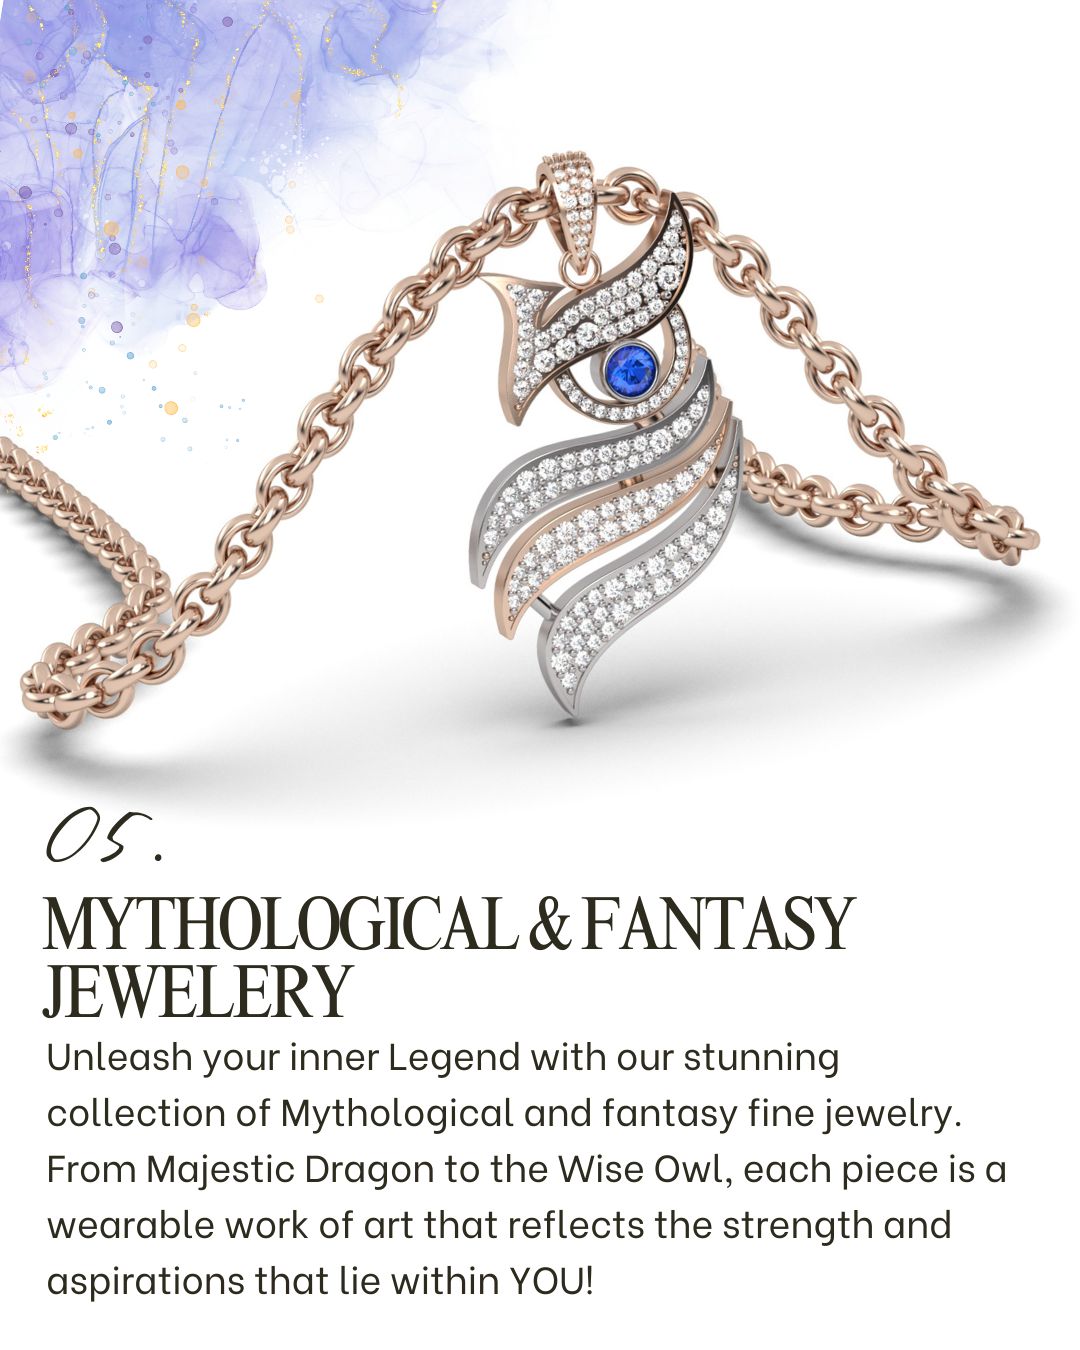 05.
MYTHOLOGICAL & FANTASY
JEWELERY
Unleash your inner Legend with our stunning
collection of Mythological and fantasy fine jewelry.
From Majestic Dragon to the Wise Owl, each piece is a
wearable work of art that reflects the strength and
aspirations that lie within YOU!